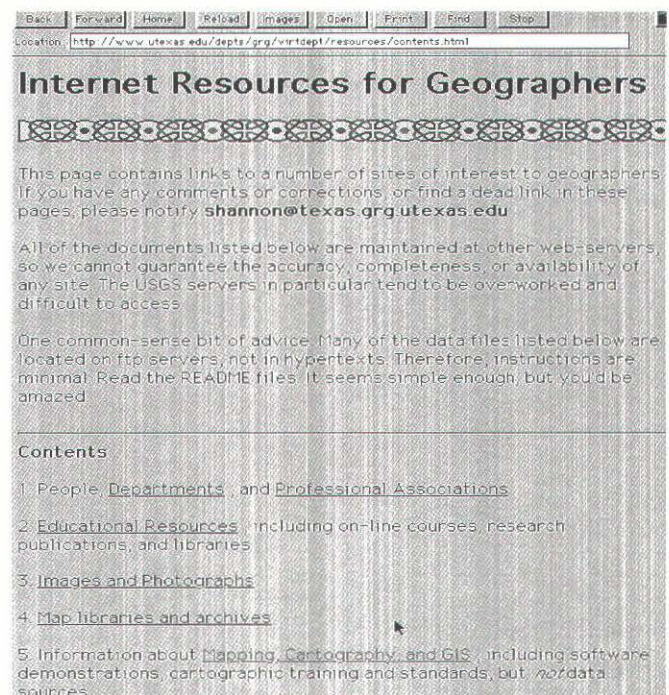 Back Forward Home Reload Images Open Print Find Stop
Location: http://www.utexas.edu/depts/grg/virtdept/resources/contents.html
Internet Resources for Geographers
This page contains links to a number of sites of interest to geographers.
If you have any comments or corrections, or find a dead link in these
pages, please notify shannon@texas.grg.utexas.edu
All of the documents listed below are maintained at other web-servers,
so we cannot guarantee the accuracy, completeness, or availability of
any site. The USGS servers in particular tend to be overworked and
difficult to access.
One common-sense bit of advice. Many of the data files listed below are
located on ftp servers, not in hypertexts. Therefore, instructions are
minimal. Read the README files. It seems simple enough, but you'd be
amazed.
Contents
1. People, Departments , and Professional Associations
2. Educational Resources , including on-line courses, research
publications, and libraries
3. Images and Photographs
4. Map libraries and archives
5. Information about Mapping, Cartography, and GIS , including software
demonstrations, cartographic training and standards, but not data
sources